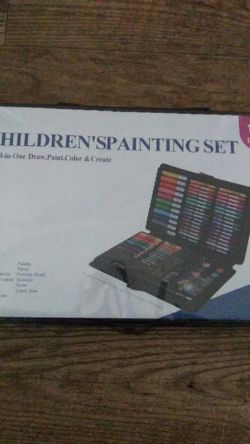 HILDREN'SPAINTING SET
l-in-One Draw,Paint,Color & Create
Palette
Pencil
Painting Brush
Scissors
Ruler
Liquid glue